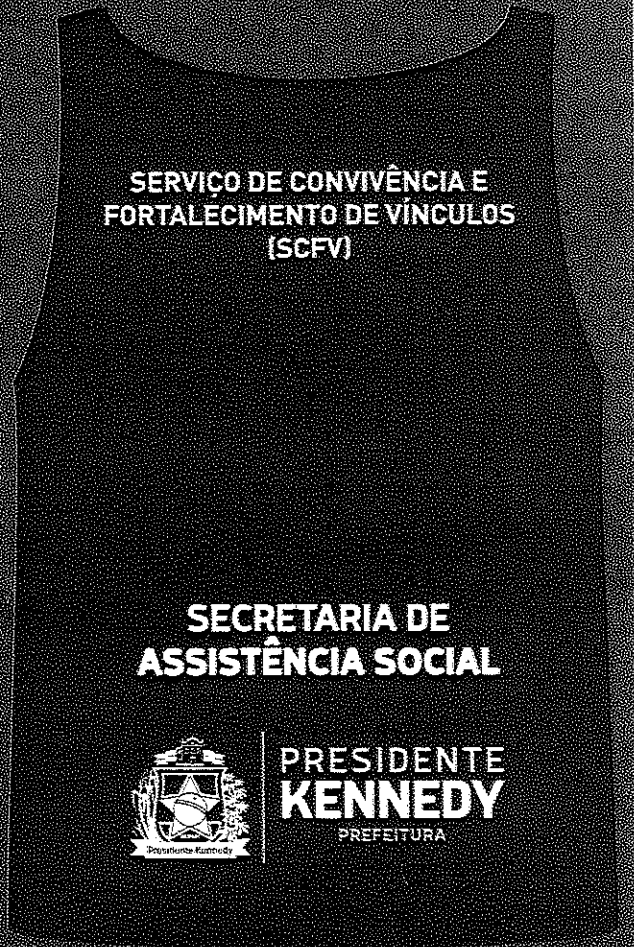 SERVIÇO DE CONVIVÊNCIA E
FORTALECIMENTO DE VÍNCULOS
(SCFV)
SECRETARIA DE
ASSISTÊNCIA SOCIAL
PRESIDENTE
KENNEDY
PREFEITURA
Presidente Kennedy